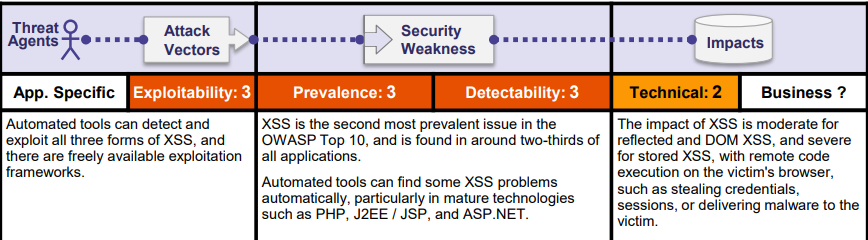 Threat
Agents
Attack
Vectors
Security
Weakness
Impacts
App. Specific
Exploitability: 3
Prevalence: 3
Detectability: 3
Technical: 2
Business ?
Automated tools can detect and
exploit all three forms of XSS, and
there are freely available exploitation
frameworks.
XSS is the second most prevalent issue in the
OWASP Top 10, and is found in around two-thirds of
all applications.
Automated tools can find some XSS problems
automatically, particularly in mature technologies
such as PHP, J2EE / JSP, and ASP.NET.
The impact of XSS is moderate for
reflected and DOM XSS, and severe
for stored XSS, with remote code
execution on the victim's browser,
such as stealing credentials,
sessions, or delivering malware to the
victim.